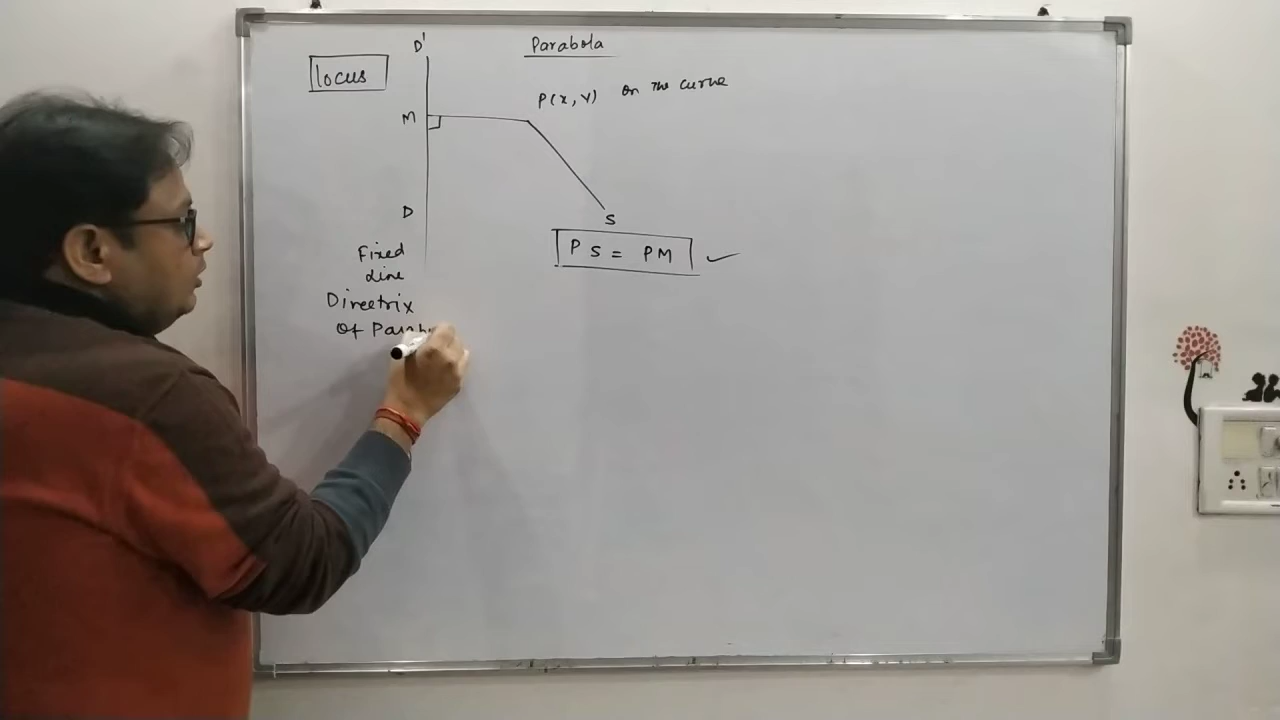 Parabola
D'
locus
P(x, y) on the curve
M
D
S
Fixed
Line
PS = PM
Directrix
Of Parab